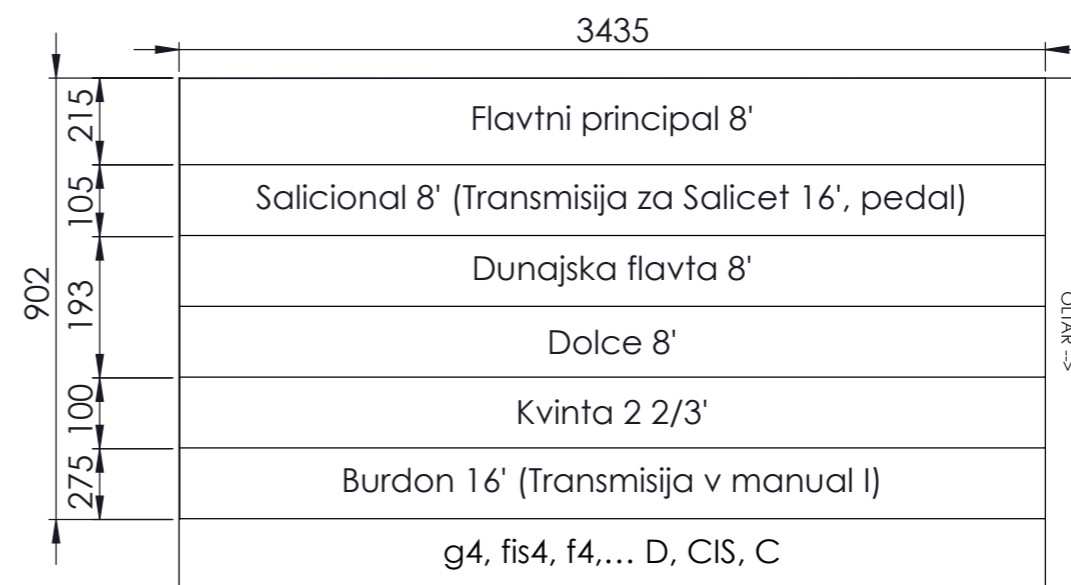 3435
215
Flavtni principal 8'
105
Salicional 8' (Transmisija za Salicet 16', pedal)
902
193
Dunajska flavta 8'
Dolce 8'
OLTAR -->
100
Kvinta 2 2/3'
275
Burdon 16' (Transmisija v manual I)
g4, fis4, f4,... D, CIS, C